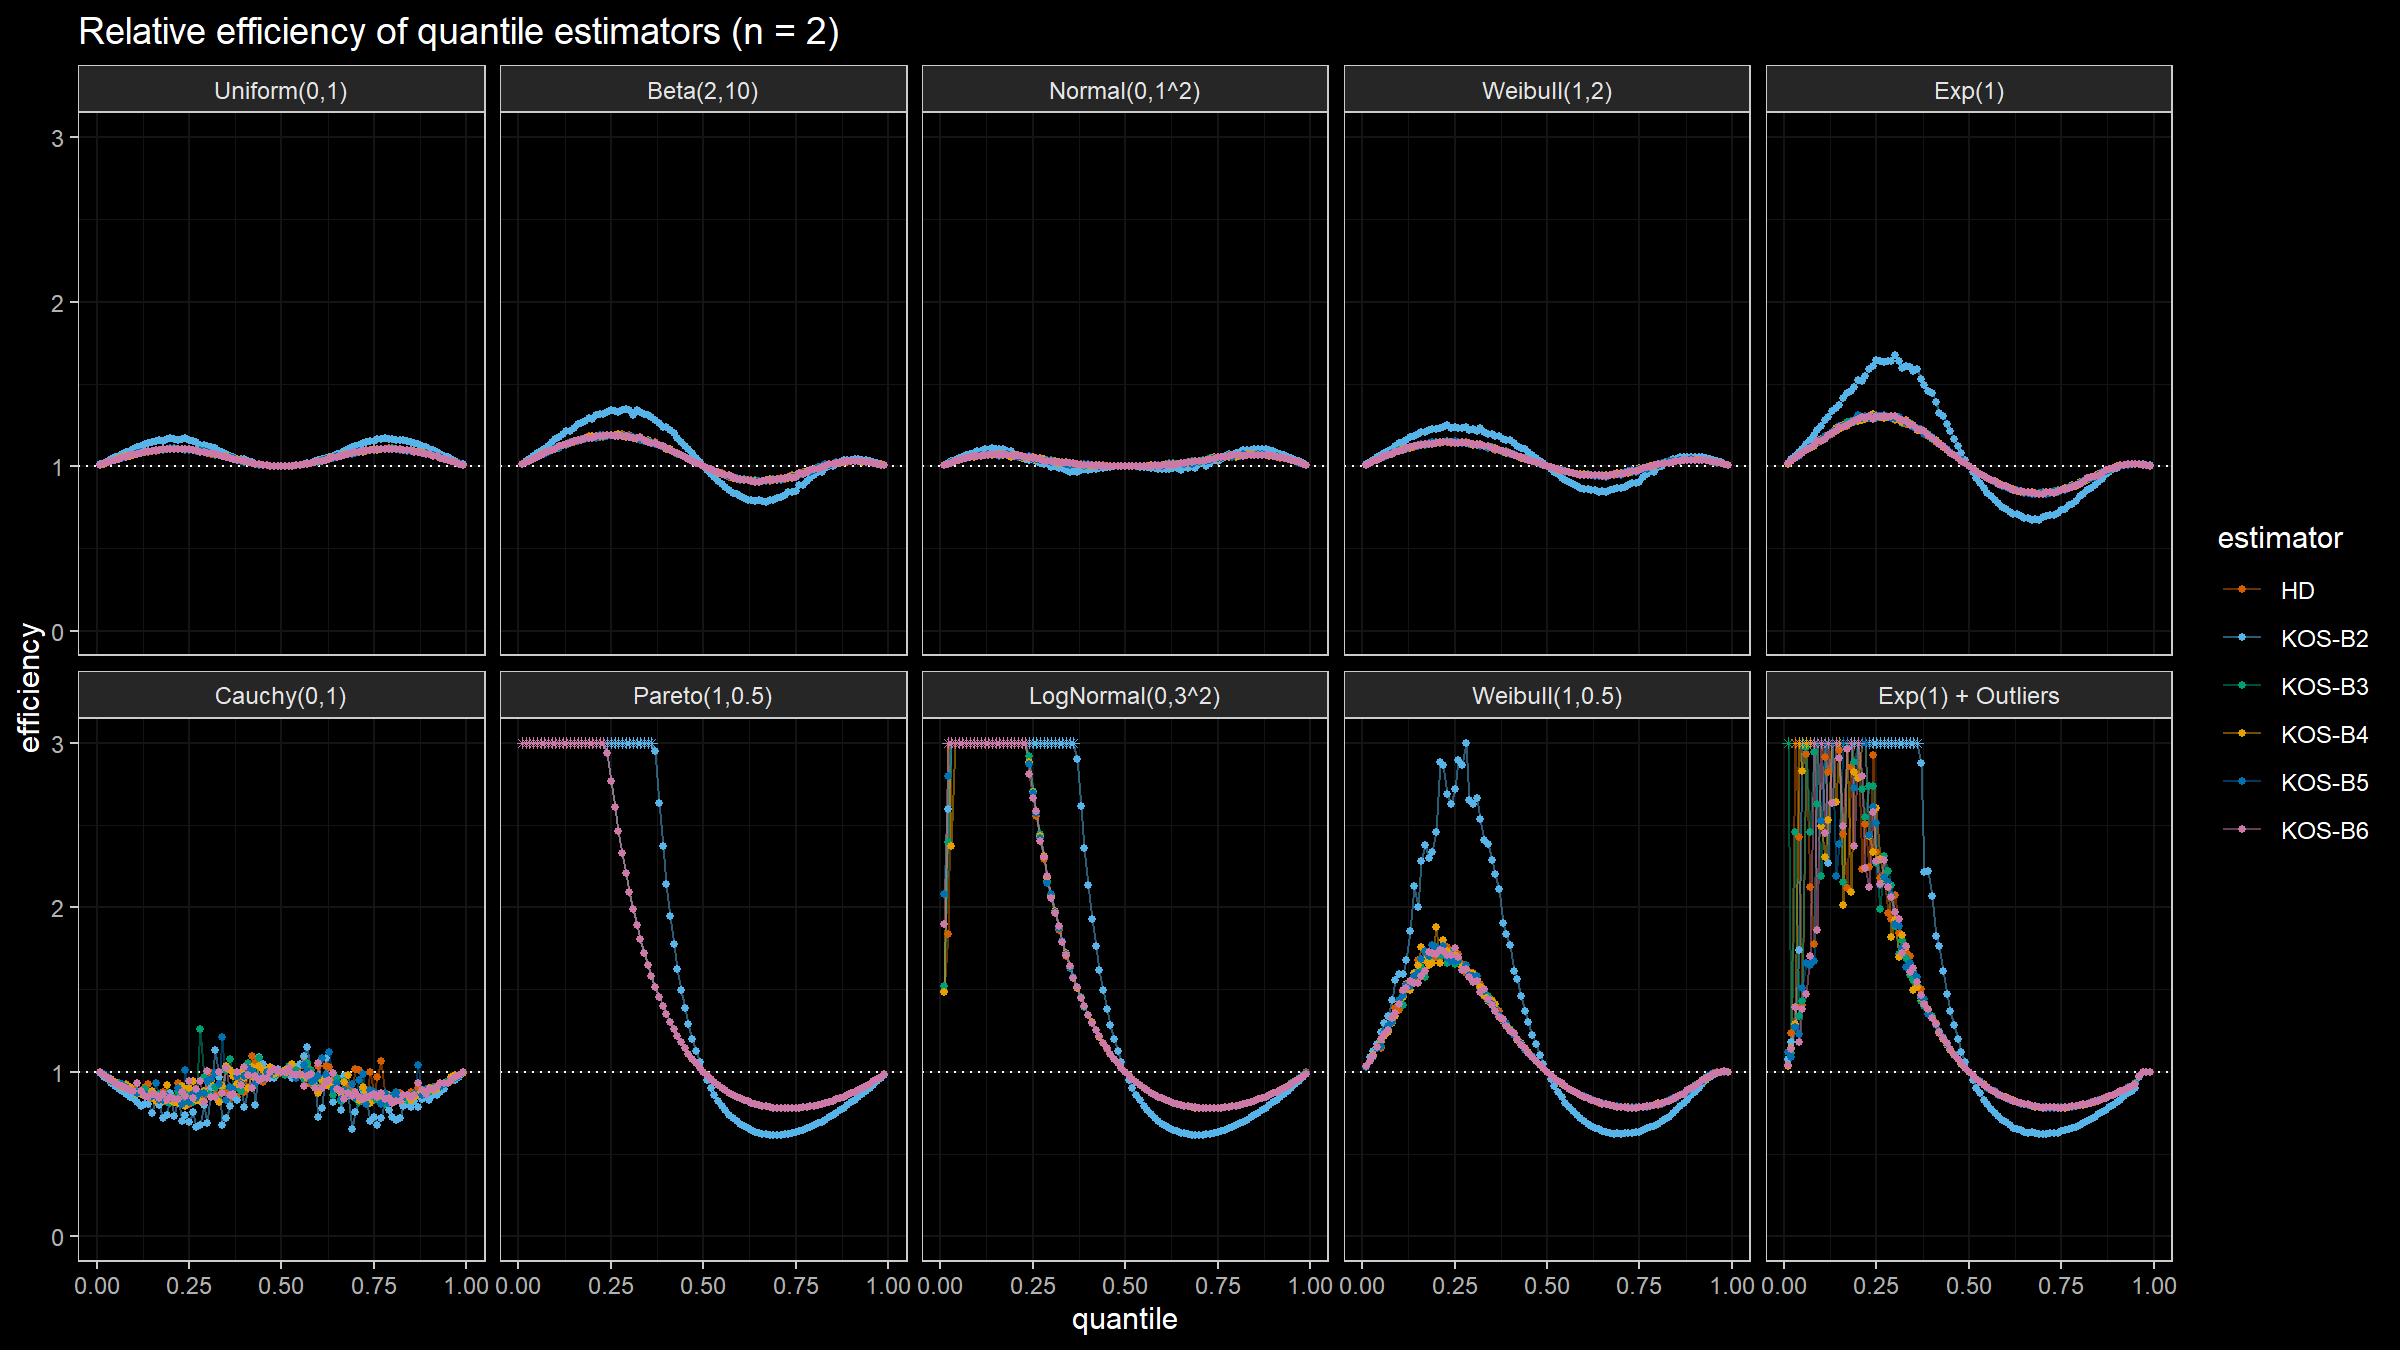 Relative efficiency of quantile estimators (n = 2)
Uniform(0,1) Beta(2,10) Normal(0,1^2) Weibull(1,2) Exp(1)
3
2
1
0
Cauchy(0,1) Pareto(1,0.5) LogNormal(0,3^2) Weibull(1,0.5) Exp(1) + Outliers
3
2
1
0
0.00 0.25 0.50 0.75 1.00 0.00 0.25 0.50 0.75 1.00 0.00 0.25 0.50 0.75 1.00 0.00 0.25 0.50 0.75 1.00 0.00 0.25 0.50 0.75 1.00
quantile
efficiency
estimator
HD
KOS-B2
KOS-B3
KOS-B4
KOS-B5
KOS-B6